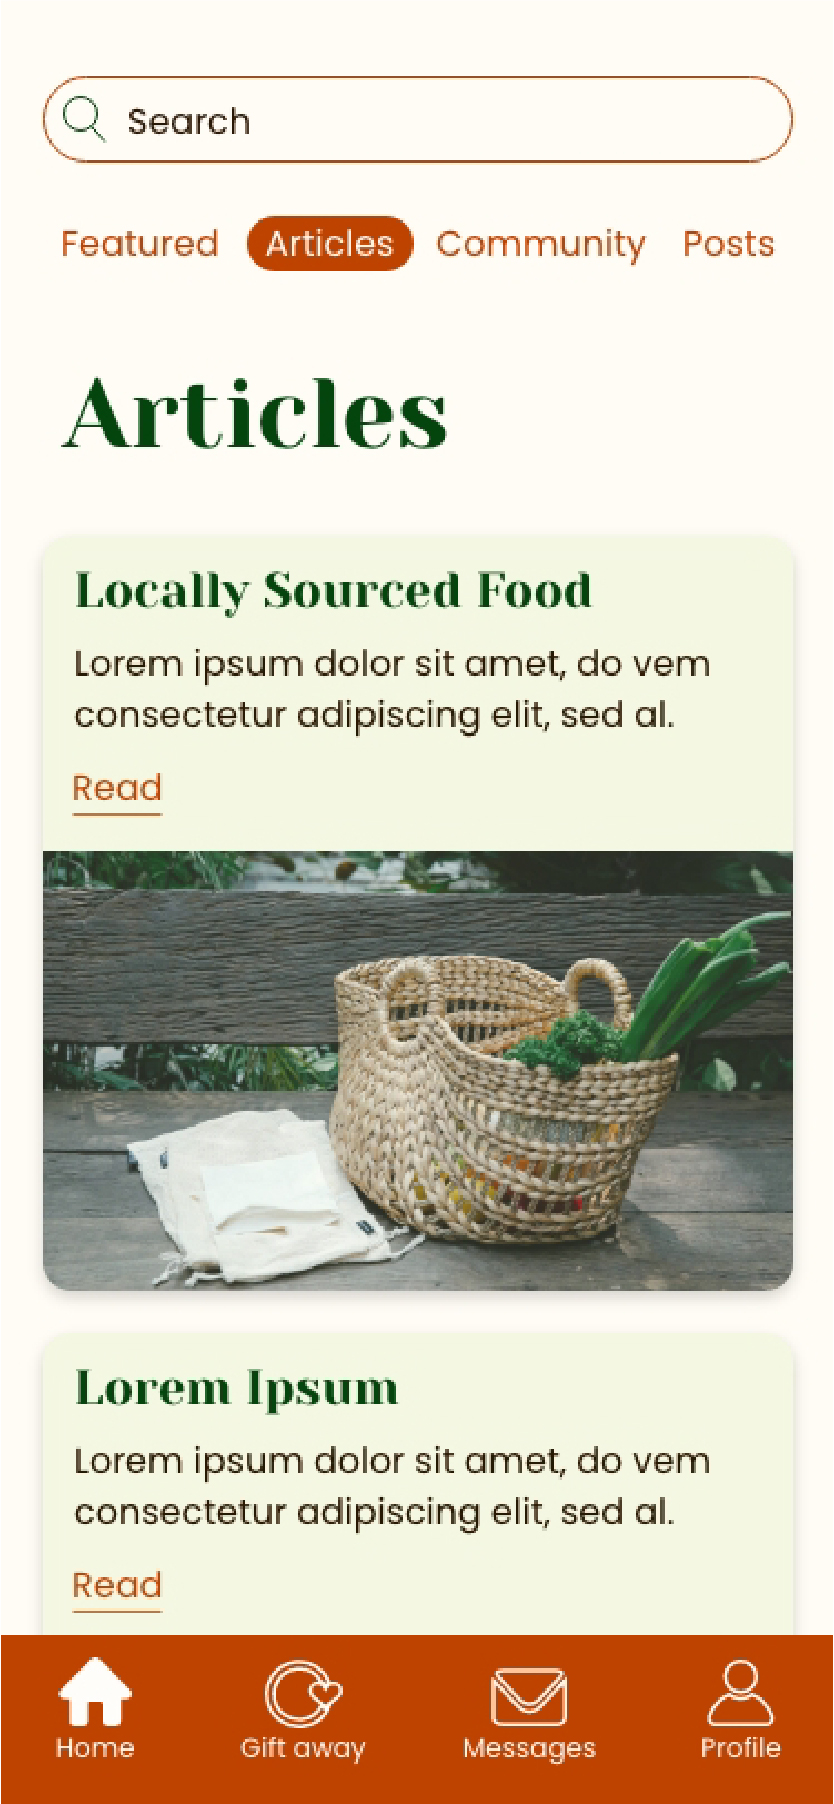 Search
Featured Articles Community Posts
Articles
Locally Sourced Food
Lorem ipsum dolor sit amet, do vem
consectetur adipiscing elit, sed al.
Read
Lorem Ipsum
Lorem ipsum dolor sit amet, do vem
consectetur adipiscing elit, sed al.
Read
Home Gift away Messages Profile